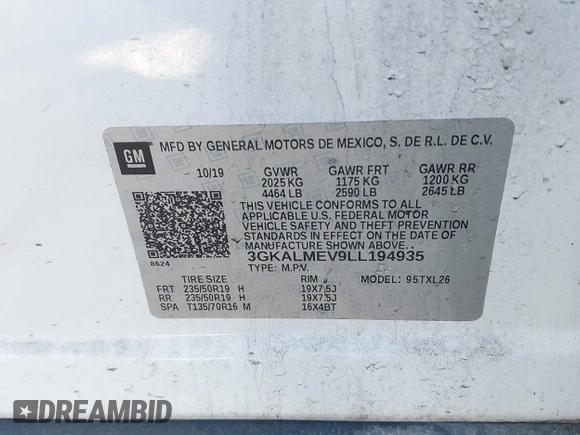 GM
MFD BY GENERAL MOTORS DE MEXICO, S. DE R.L. DE C.V.
10/19 GVWR GAWR FRT GAWR RR
2025 KG 1175 KG 1200 KG
4464 LB 2590 LB 2645 LB
THIS VEHICLE CONFORMS TO ALL
APPLICABLE U.S. FEDERAL MOTOR
VEHICLE SAFETY AND THEFT PREVENTION
STANDARDS IN EFFECT ON THE DATE OF
MANUFACTURE SHOWN ABOVE.
8624 3GKALMEV9LL194935
TYPE: M.P.V.
TIRE SIZE RIM MODEL: 95TXL26
FRT 235/50R19 H 19X7.5J
RR 235/50R19 H 19X7.5J
SPA T135/70R16 M 16X4BT
DREAMBID